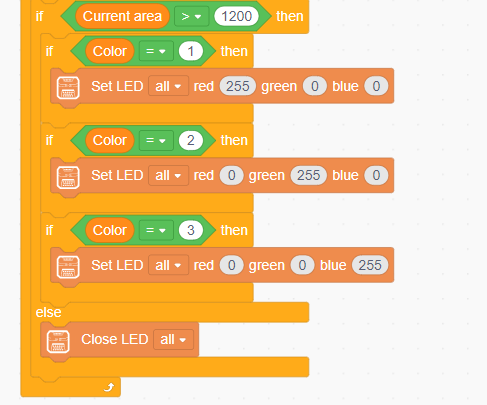 if Current area > 1200 then
if Color = 1 then
Set LED all red 255 green 0 blue 0
if Color = 2 then
Set LED all red 0 green 255 blue 0
if Color = 3 then
Set LED all red 0 green 0 blue 255
else
Close LED all